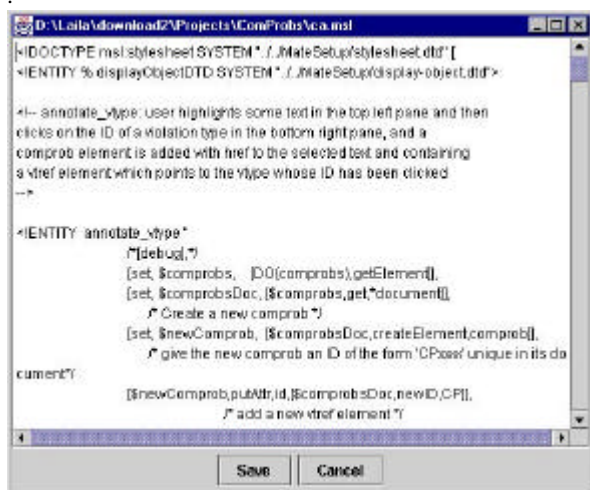 D:\Laila\download2\Projects\ComProbs\ca.msl
<!DOCTYPE msl:stylesheet SYSTEM "./../MateSetup/stylesheet.dtd" [
<!ENTITY % displayObjectDTD SYSTEM "./../MateSetup/display-object.dtd">
<!-- annotate_vtype: user highlights some text in the top left pane and then
clicks on the ID of a violation type in the bottom right pane, and a
comprob element is added with href to the selected text and containing
a vtref element which points to the vtype whose ID has been clicked
-->
<!ENTITY annotate_vtype "
/*[debug],*/
[set, $comprobs, [DO(comprobs),getElement]],
[set, $comprobsDoc, [$comprobs,get,*document]],
/* Create a new comprob */
[set, $newComprob, [$comprobsDoc,createElement,comprob]],
/* give the new comprob an ID of the form 'CPxxxx' unique in its do
cument*/
[$newComprob,putAttr,id,[$comprobsDoc,newID,CP]],
/* add a new vtref element */
Save Cancel